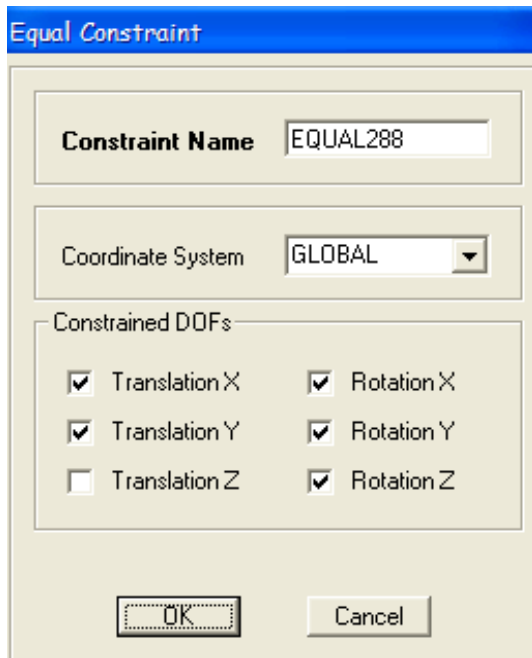 Equal Constraint
Constraint Name EQUAL288
Coordinate System GLOBAL
Constrained DOFs
Translation X Rotation X
Translation Y Rotation Y
Translation Z Rotation Z
OK Cancel